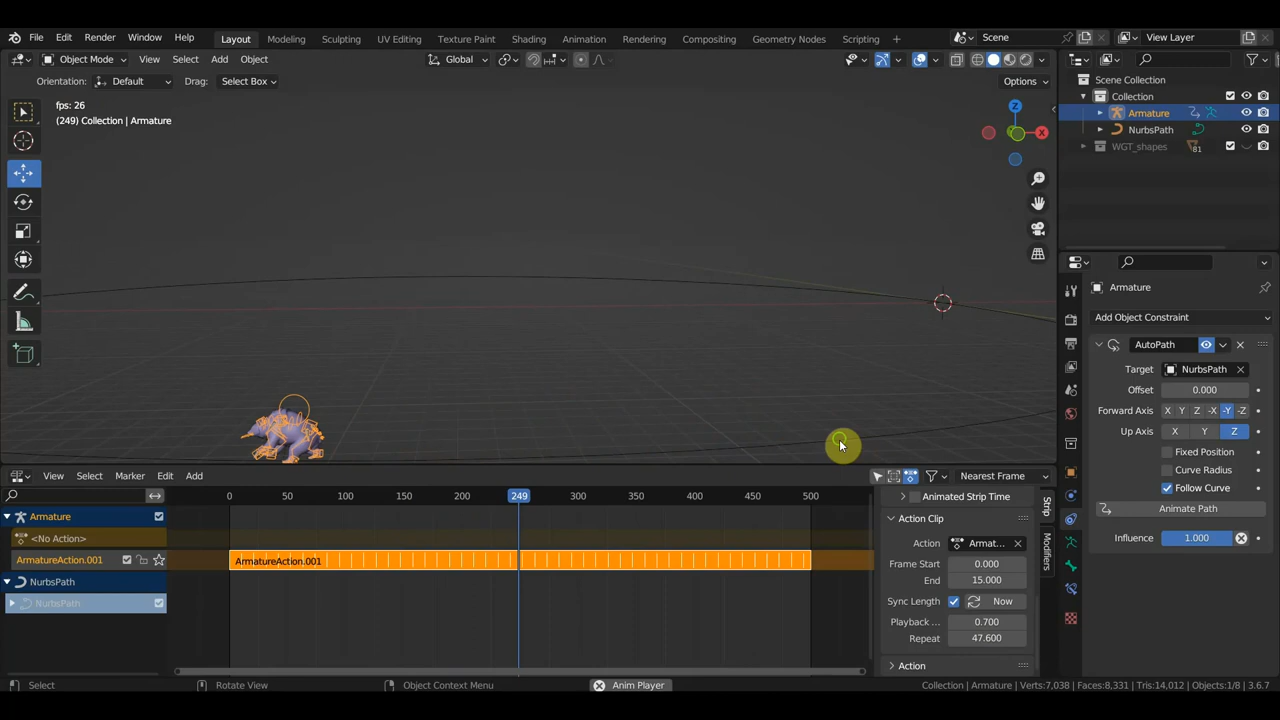 File Edit Render Window Help Layout Modeling Sculpting UV Editing Texture Paint Shading Animation Rendering Compositing Geometry Nodes Scripting + Scene View Layer
Object Mode View Select Add Object Global Options
Orientation: Default Drag: Select Box
fps: 26
(249) Collection | Armature
X
Z
Scene Collection
Collection
Armature
NurbsPath
WGT_shapes 81
Armature
Add Object Constraint
AutoPath
Target NurbsPath
Offset 0.000
Forward Axis X Y Z -X -Y -Z
Up Axis X Y Z
Fixed Position
Curve Radius
Follow Curve
Animate Path
Influence 1.000
View Select Marker Edit Add Nearest Frame
0 50 100 150 200 249 300 350 400 450 500
Armature
<No Action>
ArmatureAction.001 ArmatureAction.001
NurbsPath
NurbsPath
Animated Strip Time
Action Clip
Action Armat...
Frame Start 0.000
End 15.000
Sync Length Now
Playback ... 0.700
Repeat 47.600
Action
Strip
Modifiers
Select Rotate View Object Context Menu Anim Player Collection | Armature | Verts:7,038 | Faces:8,331 | Tris:14,012 | Objects:1/8 | 3.6.7